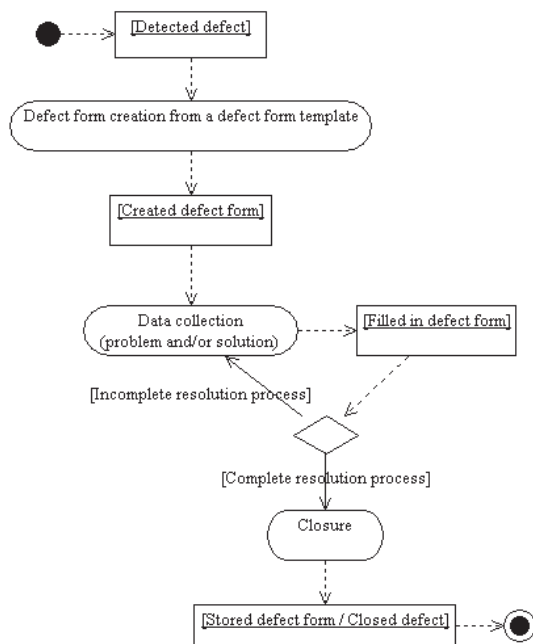 [Detected defect]
Defect form creation from a defect form template
[Created defect form]
Data collection
(problem and/or solution)
[Filled in defect form]
[Incomplete resolution process]
[Complete resolution process]
Closure
[Stored defect form / Closed defect]